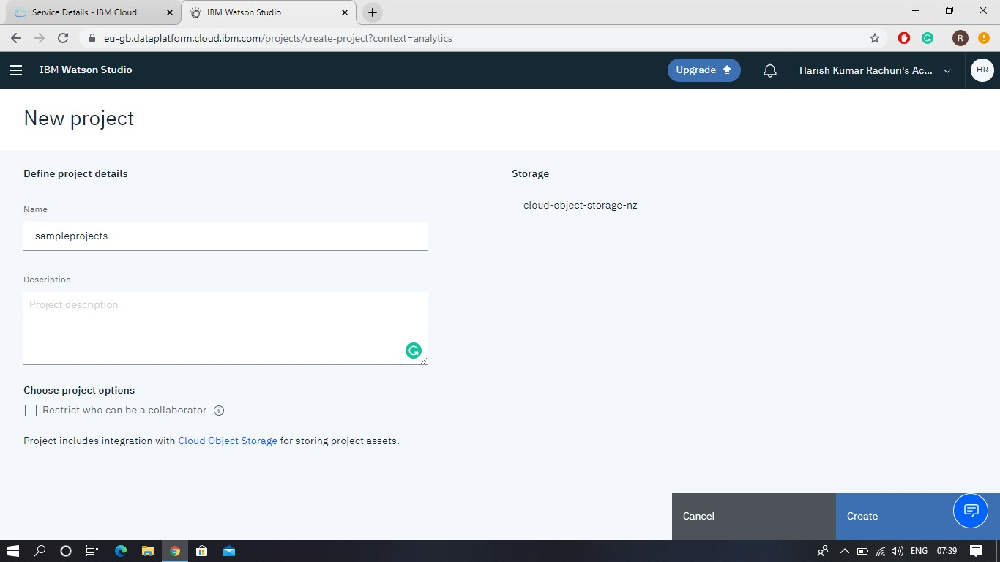 Service Details - IBM Cloud
IBM Watson Studio
eu-gb.dataplatform.cloud.ibm.com/projects/create-project?context=analytics
R
IBM Watson Studio
Upgrade
Harish Kumar Rachuri's Ac...
HR
New project
Define project details
Storage
Name
cloud-object-storage-nz
sampleprojects
Description
Project description
Choose project options
Restrict who can be a collaborator
Project includes integration with Cloud Object Storage for storing project assets.
Cancel
Create
ENG
07:39